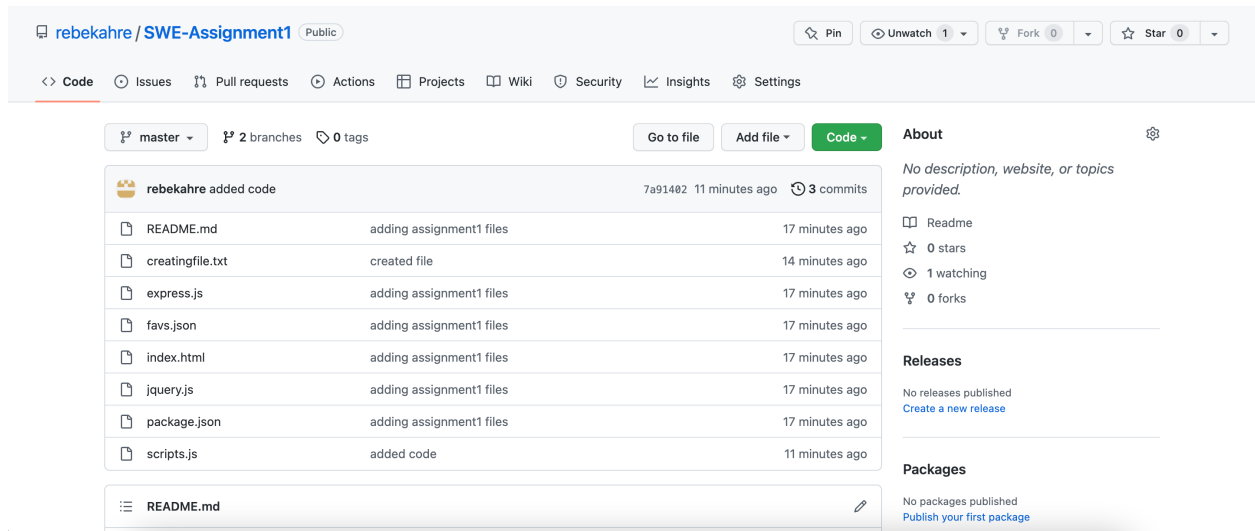 rebekahre / SWE-Assignment1 Public
Pin
Unwatch 1
Fork 0
Star 0
<> Code Issues Pull requests Actions Projects Wiki Security Insights Settings
master 2 branches 0 tags
Go to file Add file Code
rebekahre added code 7a91402 11 minutes ago 3 commits
README.md adding assignment1 files 17 minutes ago
creatingfile.txt created file 14 minutes ago
express.js adding assignment1 files 17 minutes ago
favs.json adding assignment1 files 17 minutes ago
index.html adding assignment1 files 17 minutes ago
jquery.js adding assignment1 files 17 minutes ago
package.json adding assignment1 files 17 minutes ago
scripts.js added code 11 minutes ago
README.md
About
No description, website, or topics
provided.
Readme
0 stars
1 watching
0 forks
Releases
No releases published
Create a new release
Packages
No packages published
Publish your first package